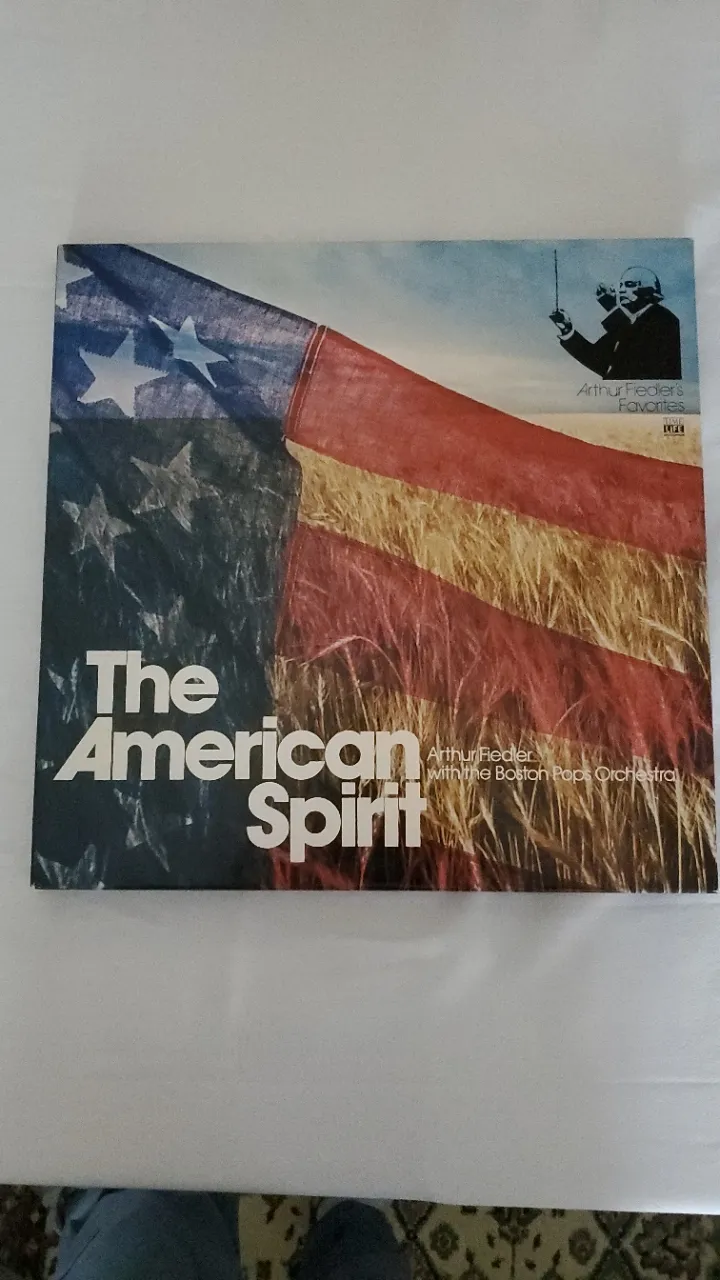 Arthur Fiedler's
Favorites
TIME
LIFE
The
American
Spirit
Arthur Fiedler
with the Boston Pops Orchestra